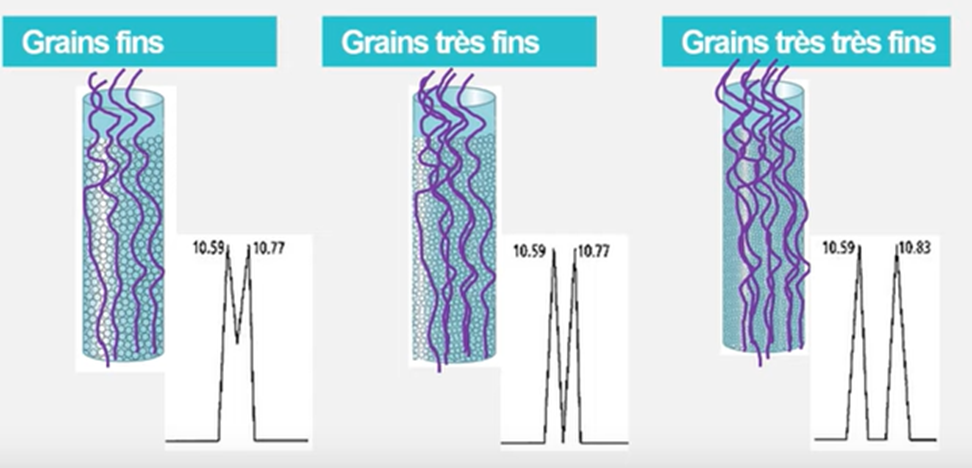 Grains fins
Grains très fins
Grains très très fins
10.59 10.77
10.59 10.77
10.59 10.83